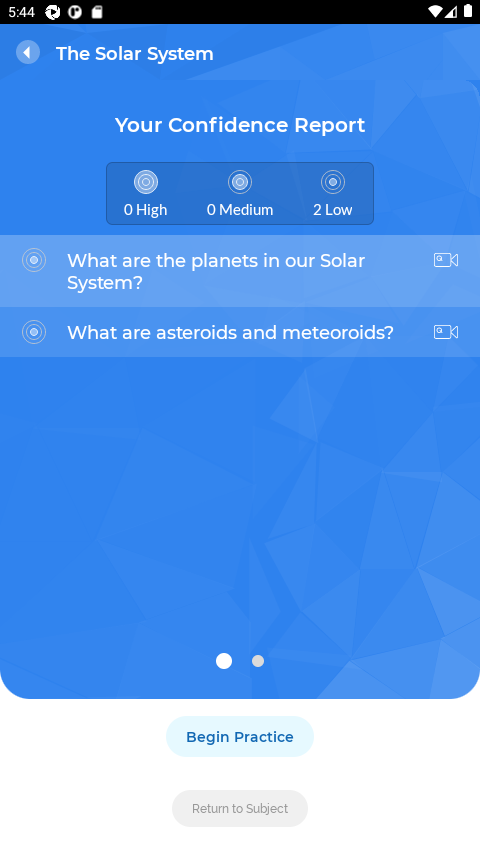 5:44
The Solar System
Your Confidence Report
0 High
0 Medium
2 Low
What are the planets in our Solar
System?
What are asteroids and meteoroids?
Begin Practice
Return to Subject